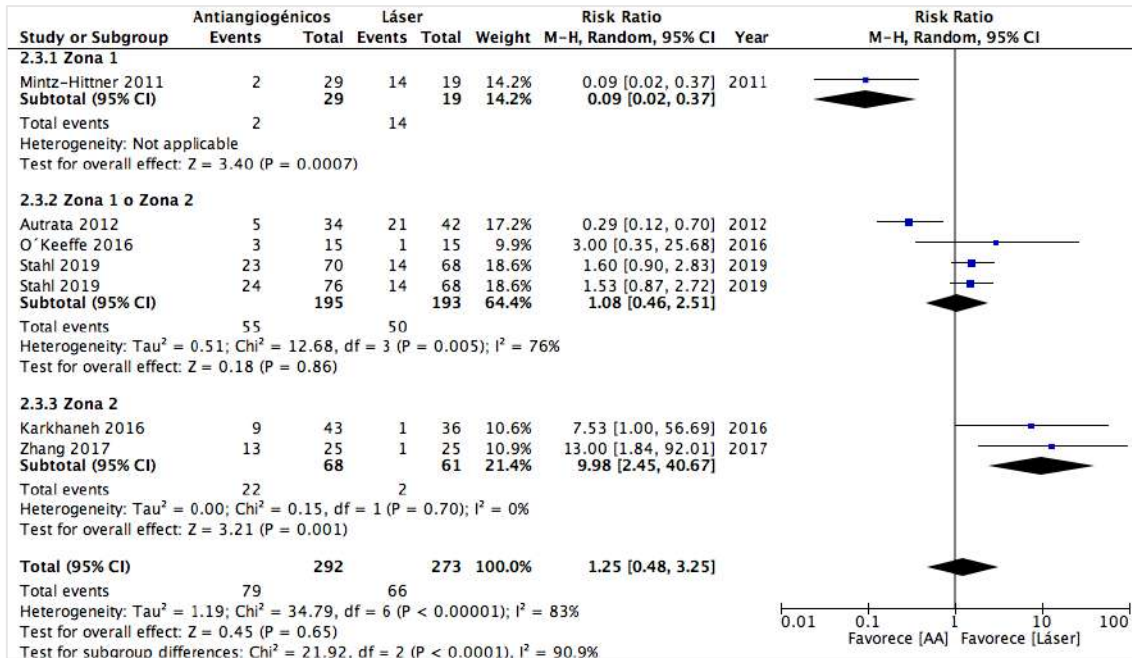 Antiangiogénicos Láser Risk Ratio Risk Ratio
Study or Subgroup Events Total Events Total Weight M-H, Random, 95% CI Year M-H, Random, 95% CI
2.3.1 Zona 1
Mintz-Hittner 2011 2 29 14 19 14.2% 0.09 [0.02, 0.37] 2011
Subtotal (95% CI) 29 19 14.2% 0.09 [0.02, 0.37]
Total events 2 14
Heterogeneity: Not applicable
Test for overall effect: Z = 3.40 (P = 0.0007)
2.3.2 Zona 1 o Zona 2
Autrata 2012 5 34 21 42 17.2% 0.29 [0.12, 0.70] 2012
O´Keeffe 2016 3 15 1 15 9.9% 3.00 [0.35, 25.68] 2016
Stahl 2019 23 70 14 68 18.6% 1.60 [0.90, 2.83] 2019
Stahl 2019 24 76 14 68 18.6% 1.53 [0.87, 2.72] 2019
Subtotal (95% CI) 195 193 64.4% 1.08 [0.46, 2.51]
Total events 55 50
Heterogeneity: Tau² = 0.51; Chi² = 12.68, df = 3 (P = 0.005); I² = 76%
Test for overall effect: Z = 0.18 (P = 0.86)
2.3.3 Zona 2
Karkhaneh 2016 9 43 1 36 10.6% 7.53 [1.00, 56.69] 2016
Zhang 2017 13 25 1 25 10.9% 13.00 [1.84, 92.01] 2017
Subtotal (95% CI) 68 61 21.4% 9.98 [2.45, 40.67]
Total events 22 2
Heterogeneity: Tau² = 0.00; Chi² = 0.15, df = 1 (P = 0.70); I² = 0%
Test for overall effect: Z = 3.21 (P = 0.001)
Total (95% CI) 292 273 100.0% 1.25 [0.48, 3.25]
Total events 79 66
Heterogeneity: Tau² = 1.19; Chi² = 34.79, df = 6 (P < 0.00001); I² = 83%
Test for overall effect: Z = 0.45 (P = 0.65)
Test for subgroup differences: Chi² = 21.92, df = 2 (P < 0.0001), I² = 90.9%
0.01 0.1 1 10 100
Favorece [AA] Favorece [Láser]